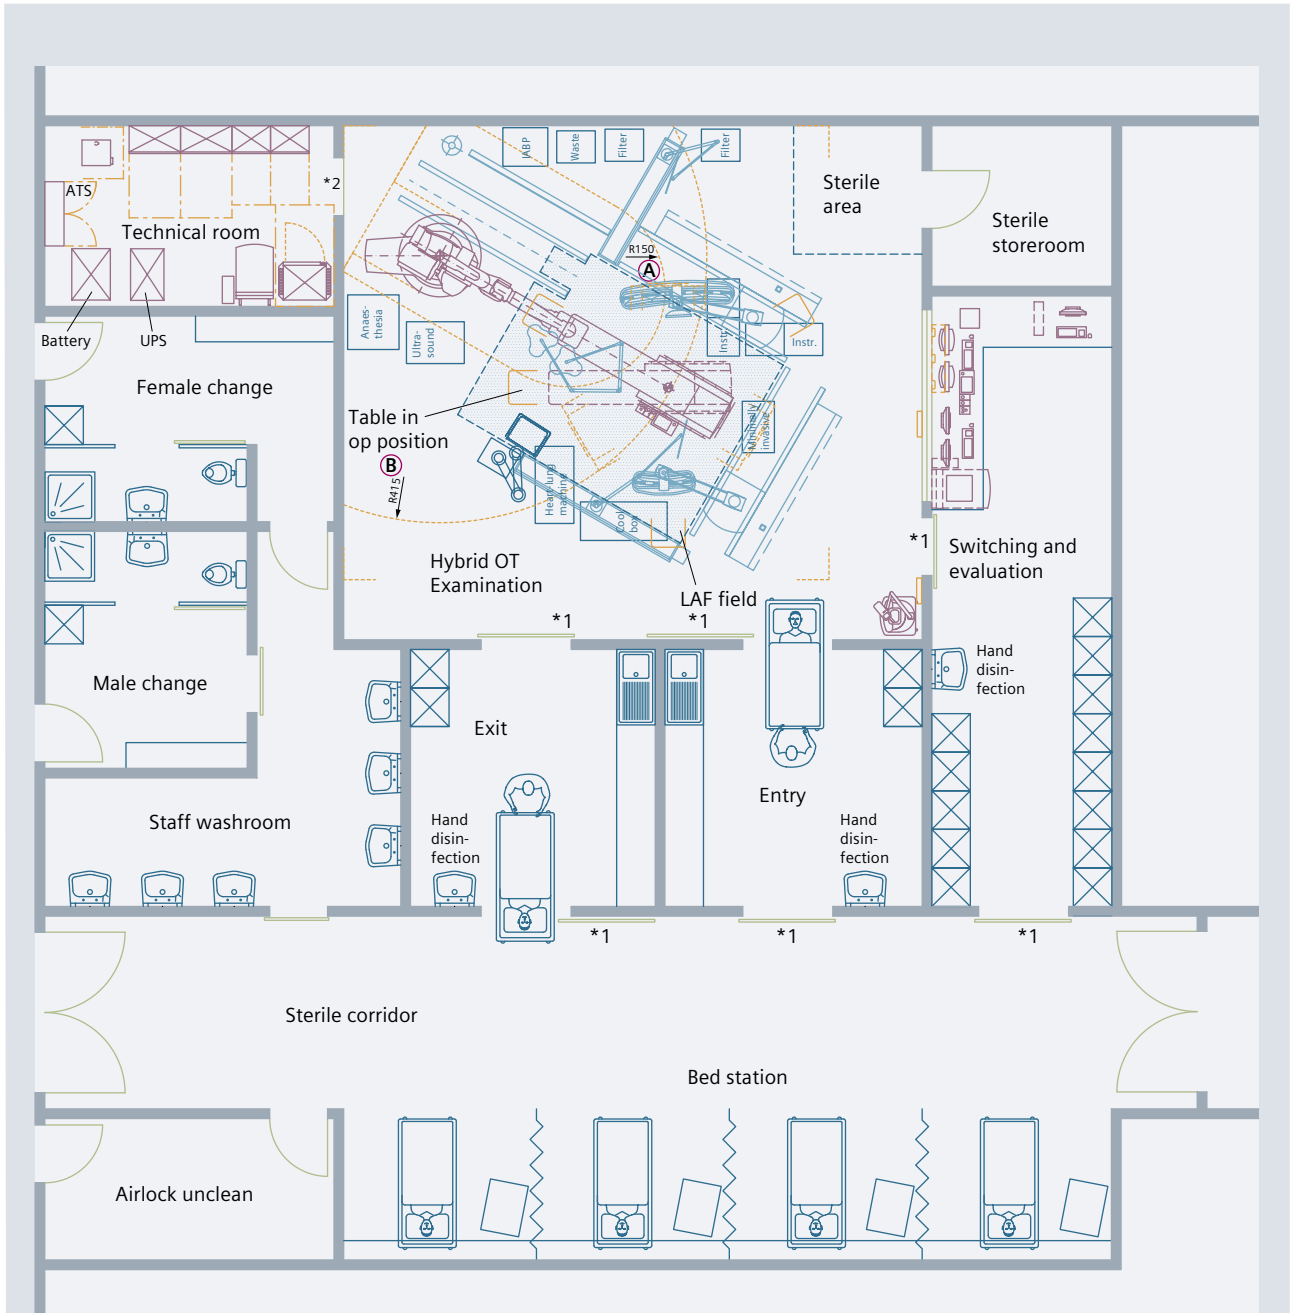 IABP
Waste
Filter
Filter
*2
ATS
Technical room
Sterile
area
Sterile
storeroom
R150
A
Battery
UPS
Anaes-
thesia
Ultra-
sound
Instr.
Instr.
Female change
Table in
op position
B
R415
Minimally
invasive
Heart-lung
machine
Cool
box
*1
Switching and
evaluation
Hybrid OT
Examination
LAF field
*1
*1
Hand
disin-
fection
Male change
Exit
Entry
Staff washroom
Hand
disin-
fection
Hand
disin-
fection
*1
*1
*1
Sterile corridor
Bed station
Airlock unclean